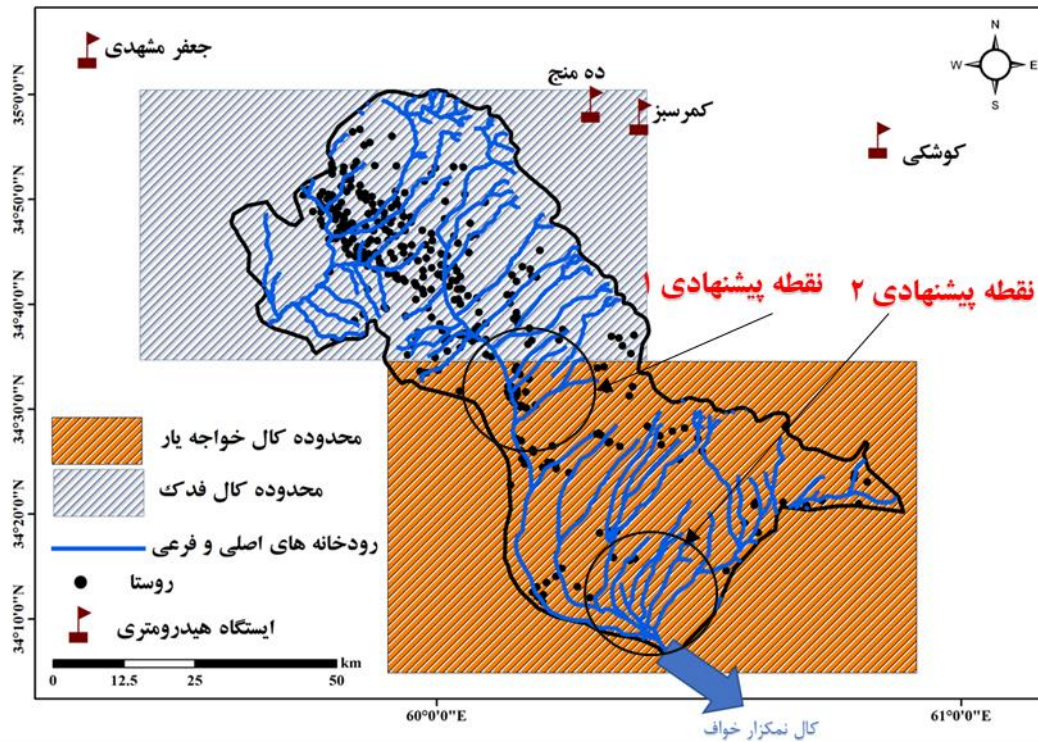 جعفر مشهدی
ده منج
کمرسبز
کوشکی
N
W
E
S
35°0'0"N
34°50'0"N
34°40'0"N
34°30'0"N
34°20'0"N
34°10'0"N
نقطه پیشنهادی ۱
نقطه پیشنهادی ۲
محدوده کال خواجه یار
محدوده کال فدک
رودخانه های اصلی و فرعی
روستا
ایستگاه هیدرومتری
km
0 12.5 25 50
60°0'0"E
61°0'0"E
کال نمکزار خواف